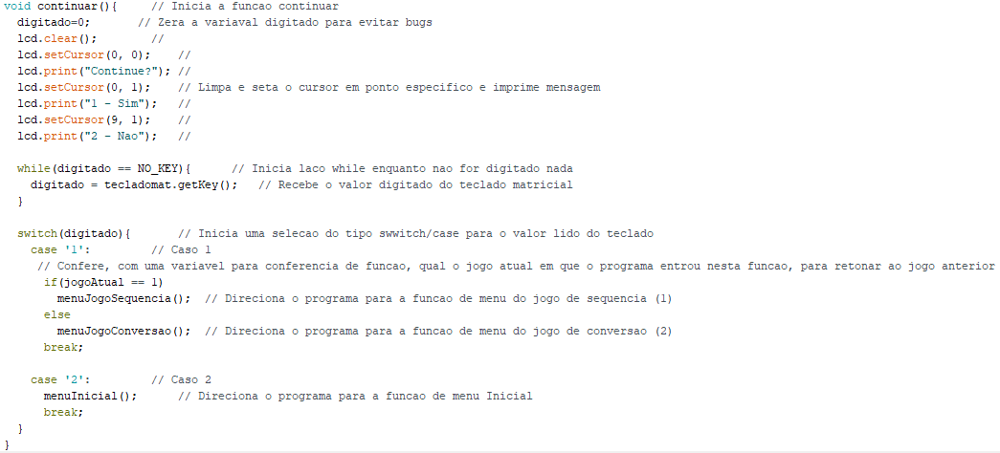 void continuar(){     // Inicia a funcao continuar
  digitado=0;       // Zera a variaval digitado para evitar bugs
  lcd.clear();        //
  lcd.setCursor(0, 0);    //
  lcd.print("Continue?"); //
  lcd.setCursor(0, 1);    // Limpa e seta o cursor em ponto especifico e imprime mensagem
  lcd.print("1 - Sim");   //
  lcd.setCursor(9, 1);    //
  lcd.print("2 - Nao");   //

  while(digitado == NO_KEY){      // Inicia laco while enquanto nao for digitado nada
    digitado = tecladomat.getKey();   // Recebe o valor digitado do teclado matricial
  }

  switch(digitado){       // Inicia uma selecao do tipo swwitch/case para o valor lido do teclado
    case '1':         // Caso 1
     // Confere, com uma variavel para conferencia de funcao, qual o jogo atual em que o programa entrou nesta funcao, para retonar ao jogo anterior
      if(jogoAtual == 1)
        menuJogoSequencia();  // Direciona o programa para a funcao de menu do jogo de sequencia (1)
      else
        menuJogoConversao();  // Direciona o programa para a funcao de menu do jogo de conversao (2)
      break;

    case '2':         // Caso 2
      menuInicial();      // Direciona o programa para a funcao de menu Inicial
      break;
  }
}